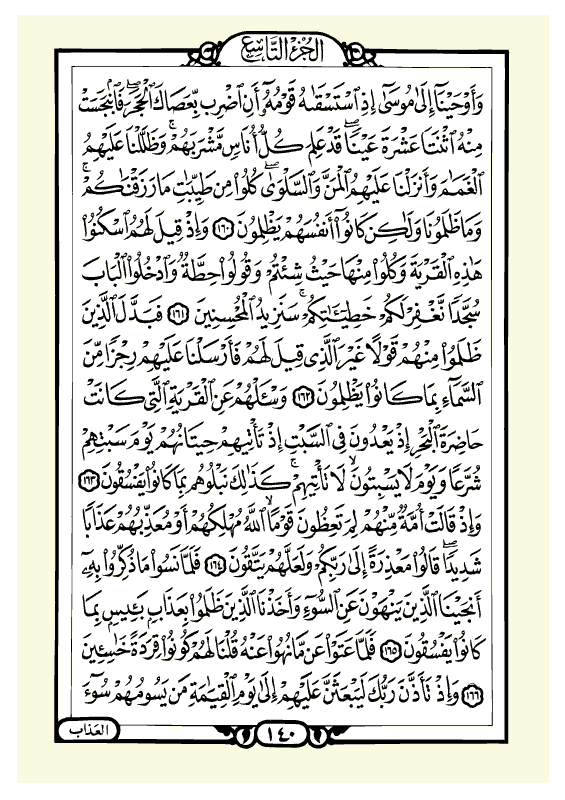 الجزء التاسع
وَأَوْحَيْنَآ إِلَىٰ مُوسَىٰٓ إِذِ ٱسْتَسْقَىٰهُ قَوْمُهُۥٓ أَنِ ٱضْرِب بِّعَصَاكَ ٱلْحَجَرَ ۖ فَٱنۢبَجَسَتْ
مِنْهُ ٱثْنَتَا عَشْرَةَ عَيْنًا ۖ قَدْ عَلِمَ كُلُّ أُنَاسٍ مَّشْرَبَهُمْ ۚ وَظَلَّلْنَا عَلَيْهِمُ
ٱلْغَمَـٰمَ وَأَنزَلْنَا عَلَيْهِمُ ٱلْمَنَّ وَٱلسَّلْوَىٰ ۖ كُلُوا۟ مِن طَيِّبَـٰتِ مَا رَزَقْنَـٰكُمْ ۚ
وَمَا ظَلَمُونَا وَلَـٰكِن كَانُوٓا۟ أَنفُسَهُمْ يَظْلِمُونَ ١٦٠ وَإِذْ قِيلَ لَهُمُ ٱسْكُنُوا۟
هَـٰذِهِ ٱلْقَرْيَةَ وَكُلُوا۟ مِنْهَا حَيْثُ شِئْتُمْ وَقُولُوا۟ حِطَّةٌ وَٱدْخُلُوا۟ ٱلْبَابَ
سُجَّدًا نَّغْفِرْ لَكُمْ خَطِيٓـَٔـٰتِكُمْ ۚ سَنَزِيدُ ٱلْمُحْسِنِينَ ١٦١ فَبَدَّلَ ٱلَّذِينَ
ظَلَمُوا۟ مِنْهُمْ قَوْلًا غَيْرَ ٱلَّذِى قِيلَ لَهُمْ فَأَرْسَلْنَا عَلَيْهِمْ رِجْزًا مِّنَ
ٱلسَّمَآءِ بِمَا كَانُوا۟ يَظْلِمُونَ ١٦٢ وَسْـَٔلْهُمْ عَنِ ٱلْقَرْيَةِ ٱلَّتِى كَانَتْ
حَاضِرَةَ ٱلْبَحْرِ إِذْ يَعْدُونَ فِى ٱلسَّبْتِ إِذْ تَأْتِيهِمْ حِيتَانُهُمْ يَوْمَ سَبْتِهِمْ
شُرَّعًا وَيَوْمَ لَا يَسْبِتُونَ ۙ لَا تَأْتِيهِمْ ۚ كَذَٰلِكَ نَبْلُوهُم بِمَا كَانُوا۟ يَفْسُقُونَ ١٦٣
وَإِذْ قَالَتْ أُمَّةٌ مِّنْهُمْ لِمَ تَعِظُونَ قَوْمًا ۙ ٱللَّهُ مُهْلِكُهُمْ أَوْ مُعَذِّبُهُمْ عَذَابًا
شَدِيدًا ۖ قَالُوا۟ مَعْذِرَةً إِلَىٰ رَبِّكُمْ وَلَعَلَّهُمْ يَتَّقُونَ ١٦٤ فَلَمَّا نَسُوا۟ مَا ذُكِّرُوا۟ بِهِۦٓ
أَنجَيْنَا ٱلَّذِينَ يَنْهَوْنَ عَنِ ٱلسُّوٓءِ وَأَخَذْنَا ٱلَّذِينَ ظَلَمُوا۟ بِعَذَابٍۭ بَـِٔيسٍۭ بِمَا
كَانُوا۟ يَفْسُقُونَ ١٦٥ فَلَمَّا عَتَوْا۟ عَن مَّا نُهُوا۟ عَنْهُ قُلْنَا لَهُمْ كُونُوا۟ قِرَدَةً خَـٰسِـِٔينَ
١٦٦ وَإِذْ تَأَذَّنَ رَبُّكَ لَيَبْعَثَنَّ عَلَيْهِمْ إِلَىٰ يَوْمِ ٱلْقِيَـٰمَةِ مَن يَسُومُهُمْ سُوٓءَ
١٤٠
العذاب